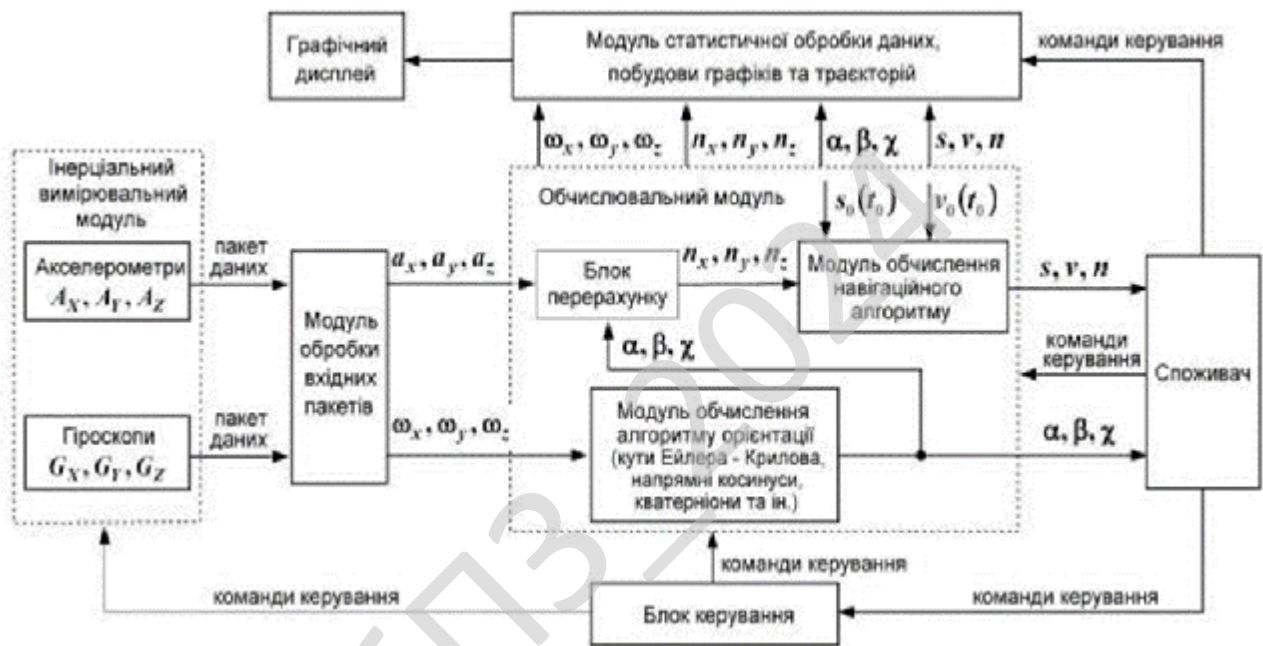 Графічний
дисплей
Модуль статистичної обробки даних,
побудови графіків та траєкторій
команди керування
ωx, ωy, ωz
nx, ny, nz
α, β, χ
s, v, n
Інерціальний
вимірювальний
модуль
Обчислювальний модуль
s0(t0)
v0(t0)
Акселерометри
AX, AY, AZ
пакет
даних
ax, ay, az
Блок
перерахунку
nx, ny, nz
Модуль обчислення
навігаційного
алгоритму
s, v, n
Модуль
обробки
вхідних
пакетів
α, β, χ
команди
керування
Споживач
Гіроскопи
GX, GY, GZ
пакет
даних
ωx, ωy, ωz
Модуль обчислення
алгоритму орієнтації
(кути Ейлера - Крилова,
напрямні косинуси,
кватерніони та ін.)
α, β, χ
команди керування
команди керування
Блок керування
команди керування
ПЗ_2024